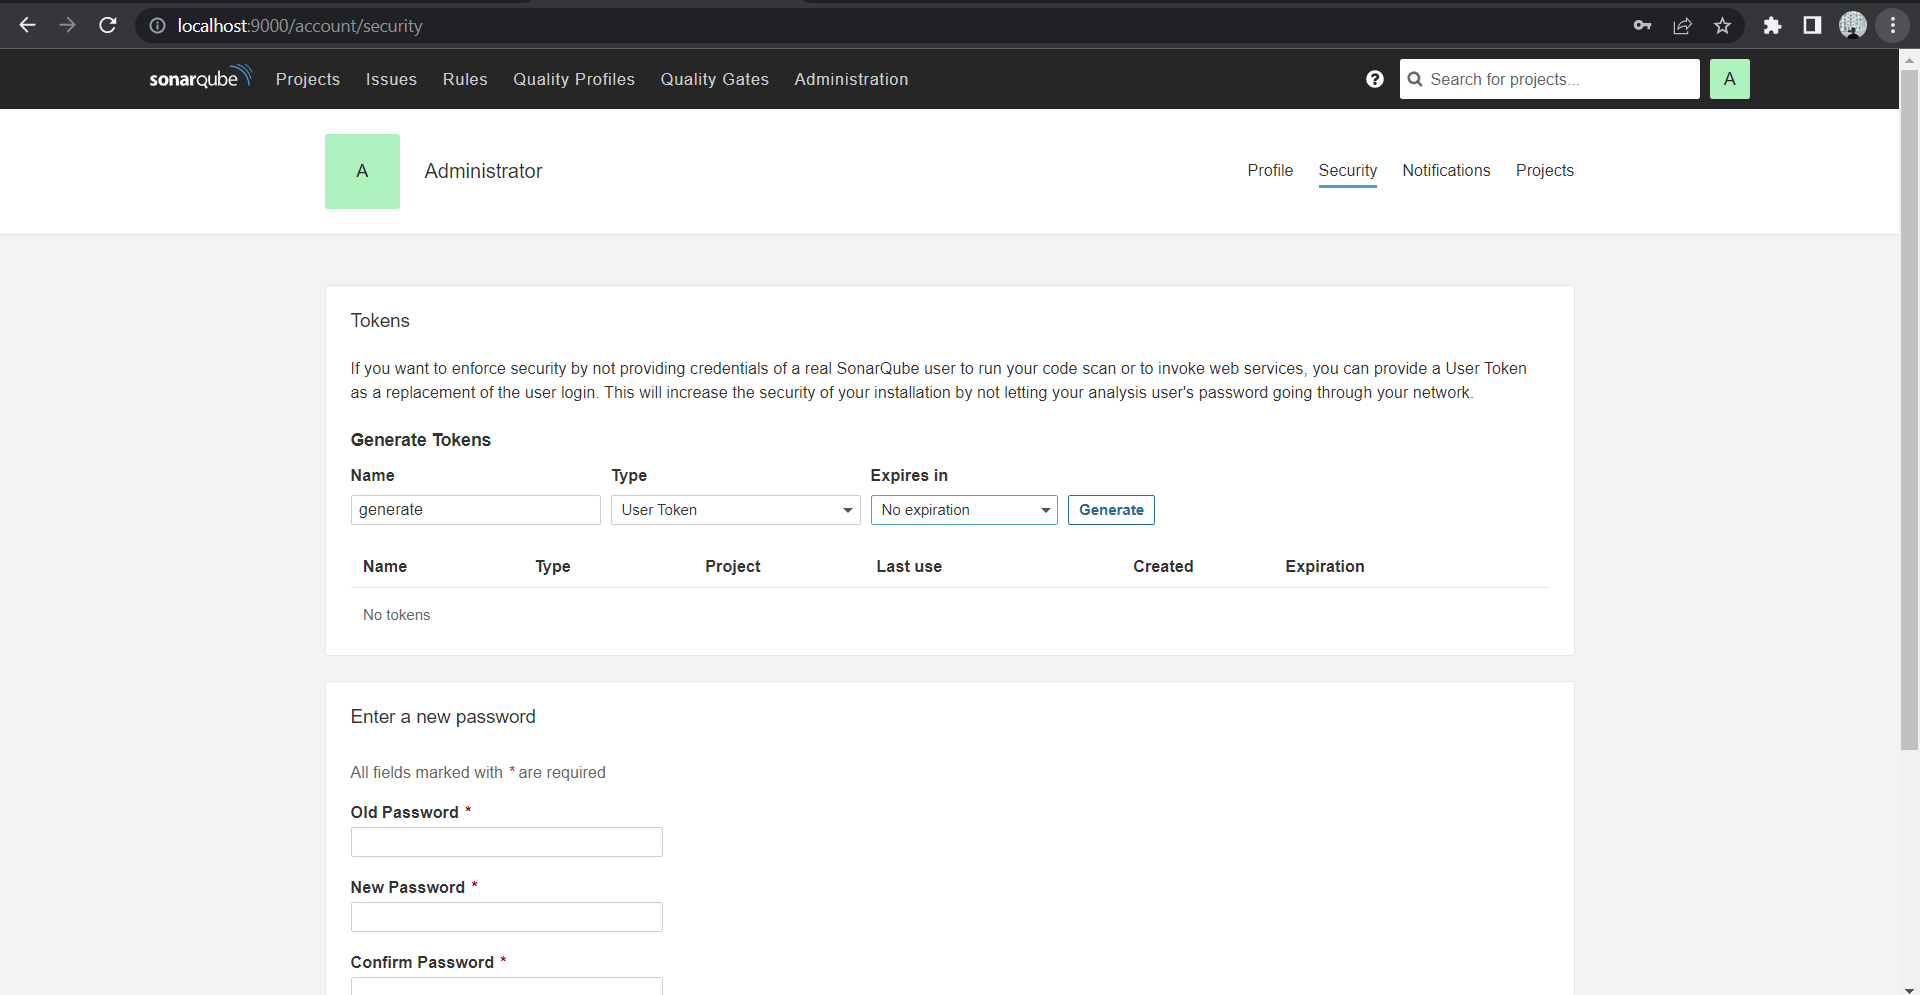 localhost:9000/account/security
sonarqube Projects Issues Rules Quality Profiles Quality Gates Administration ? Search for projects... A
A Administrator Profile Security Notifications Projects
Tokens
If you want to enforce security by not providing credentials of a real SonarQube user to run your code scan or to invoke web services, you can provide a User Token
as a replacement of the user login. This will increase the security of your installation by not letting your analysis user's password going through your network.
Generate Tokens
Name Type Expires in
generate User Token No expiration Generate
Name Type Project Last use Created Expiration
No tokens
Enter a new password
All fields marked with * are required
Old Password *
New Password *
Confirm Password *